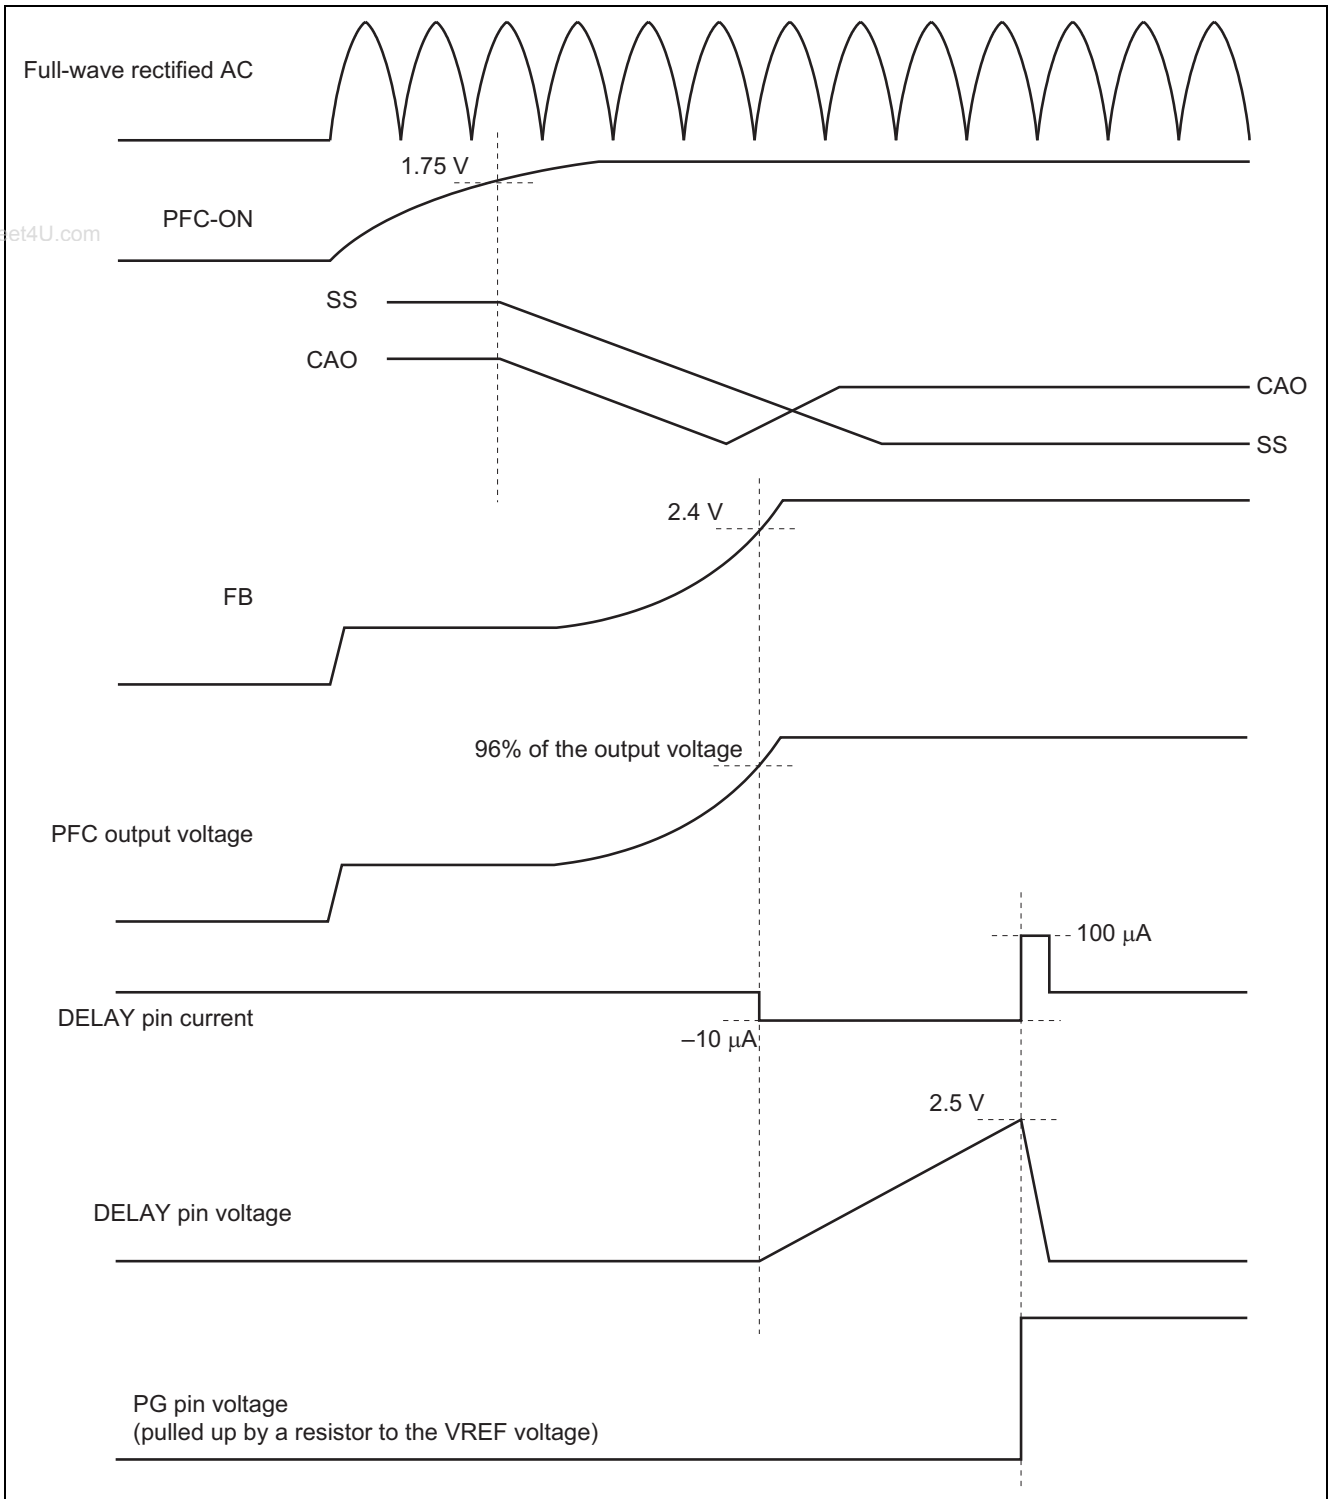 Full-wave rectified AC
1.75 V
PFC-ON
set4U.com
SS
CAO
CAO
SS
2.4 V
FB
96% of the output voltage
PFC output voltage
100 μA
DELAY pin current
–10 μA
2.5 V
DELAY pin voltage
PG pin voltage
(pulled up by a resistor to the VREF voltage)